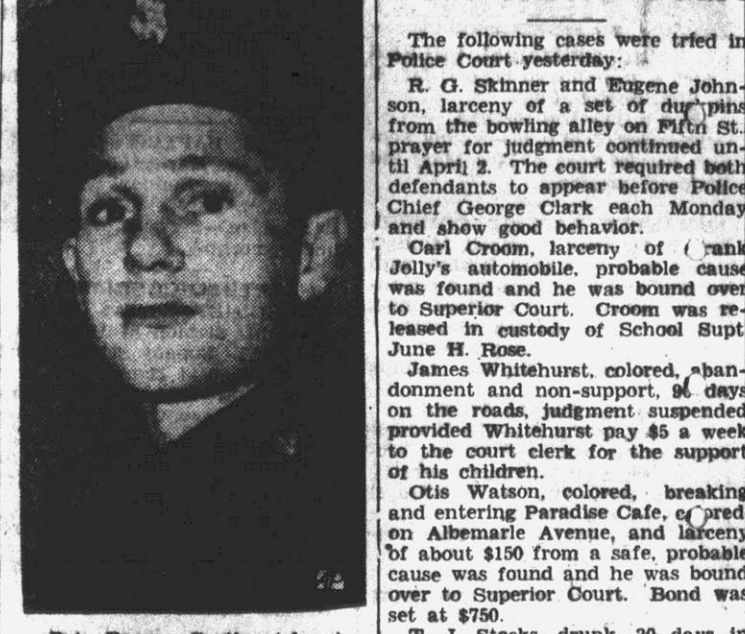 The following cases were tried in
Police Court yesterday:
R. G. Skinner and Eugene John-
son, larceny of a set of duckpins
from the bowling alley on Fifth St.
prayer for judgment continued un-
til April 2. The court required both
defendants to appear before Police
Chief George Clark each Monday
and show good behavior.
Carl Croom, larceny of Frank
Jolly's automobile, probable cause
was found and he was bound over
to Superior Court. Croom was re-
leased in custody of School Supt
June H. Rose.
James Whitehurst, colored, aban-
donment and non-support, 90 days
on the roads, judgment suspended
provided Whitehurst pay $5 a week
to the court clerk for the support
of his children.
Otis Watson, colored, breaking
and entering Paradise Cafe, colored
on Albemarle Avenue, and larceny
of about $150 from a safe, probable
cause was found and he was bound
over to Superior Court. Bond was
set at $750.